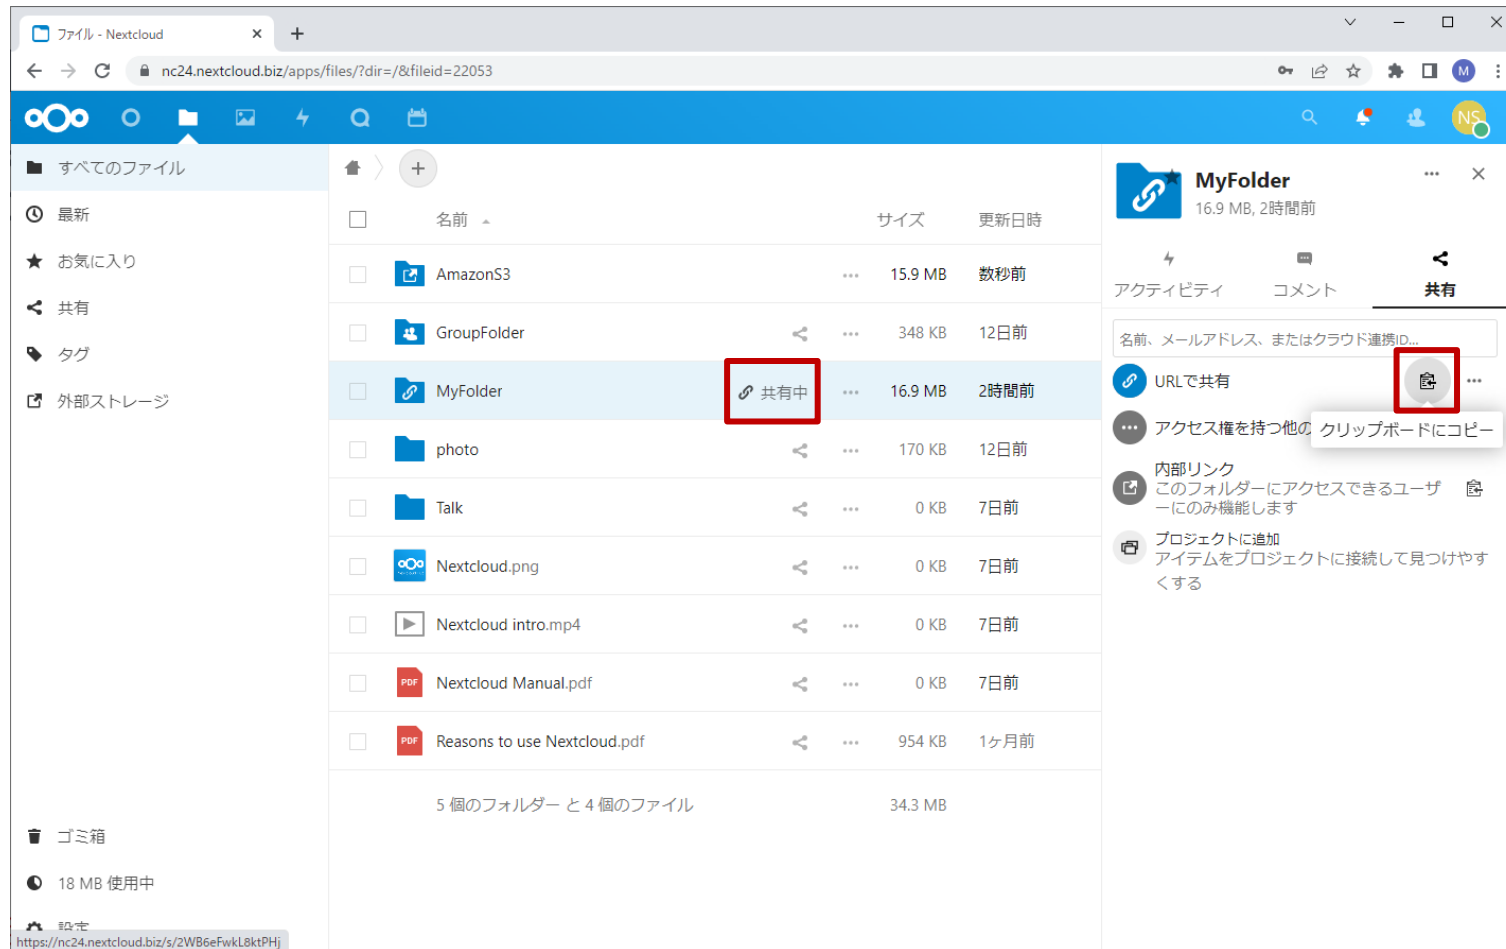 ファイル - Nextcloud
nc24.nextcloud.biz/apps/files/?dir=/&fileid=22053
M
NS
すべてのファイル
最新
お気に入り
共有
タグ
外部ストレージ
ゴミ箱
18 MB 使用中
設定
https://nc24.nextcloud.biz/s/2WB6eFwkL8ktPHj
名前 サイズ 更新日時
AmazonS3 15.9 MB 数秒前
GroupFolder 348 KB 12日前
MyFolder 共有中 16.9 MB 2時間前
photo 170 KB 12日前
Talk 0 KB 7日前
Nextcloud.png 0 KB 7日前
Nextcloud intro.mp4 0 KB 7日前
PDF Nextcloud Manual.pdf 0 KB 7日前
PDF Reasons to use Nextcloud.pdf 954 KB 1ヶ月前
5 個のフォルダー と 4 個のファイル 34.3 MB
MyFolder
16.9 MB, 2時間前
アクティビティ コメント 共有
名前、メールアドレス、またはクラウド連携ID...
URLで共有
アクセス権を持つ他の
クリップボードにコピー
内部リンク
このフォルダーにアクセスできるユーザ
ーにのみ機能します
プロジェクトに追加
アイテムをプロジェクトに接続して見つけやす
くする